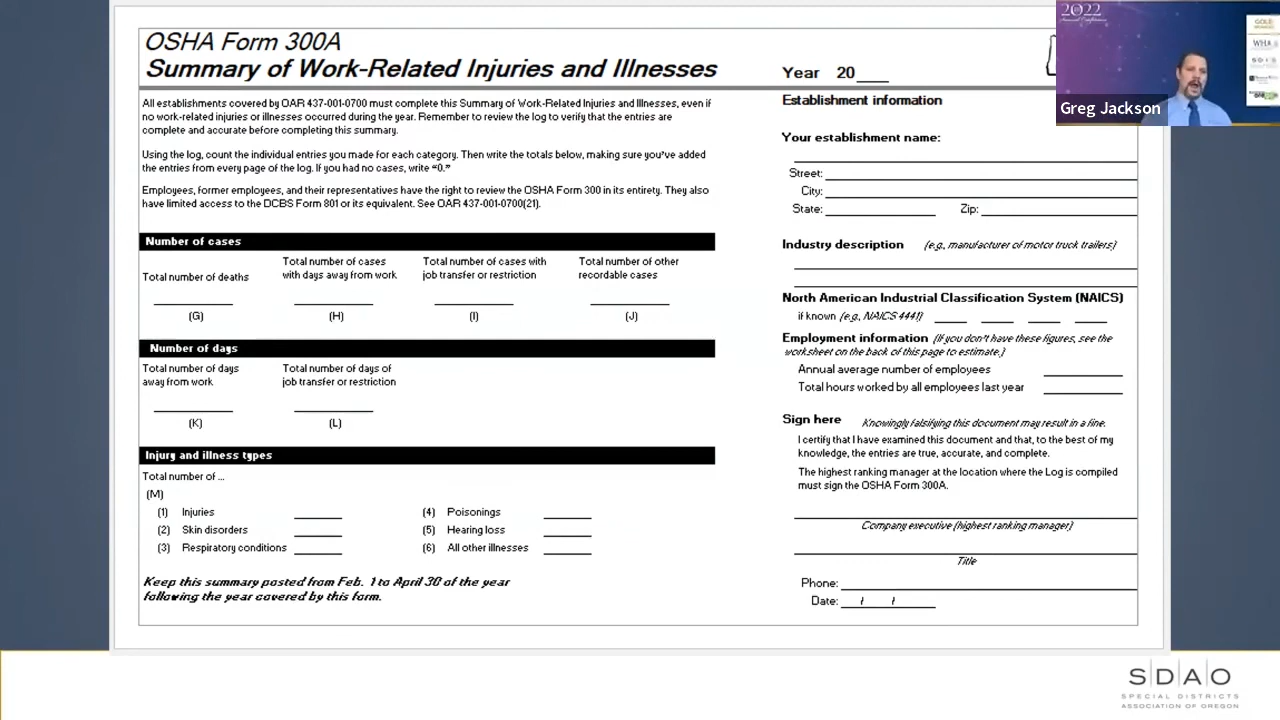 OSHA Form 300A
Summary of Work-Related Injuries and Illnesses
Year 20___
All establishments covered by OAR 437-001-0700 must complete this Summary of Work-Related Injuries and Illnesses, even if
no work-related injuries or illnesses occurred during the year. Remember to review the log to verify that the entries are
complete and accurate before completing this summary.
Using the log, count the individual entries you made for each category. Then write the totals below, making sure you've added
the entries from every page of the log. If you had no cases, write "0."
Employees, former employees, and their representatives have the right to review the OSHA Form 300 in its entirety. They also
have limited access to the DCBS Form 801 or its equivalent. See OAR 437-001-0700(21).
Number of cases
Total number of deaths
Total number of cases
with days away from work
Total number of cases with
job transfer or restriction
Total number of other
recordable cases
(G) (H) (I) (J)
Number of days
Total number of days
away from work
Total number of days of
job transfer or restriction
(K) (L)
Injury and illness types
Total number of ...
(M)
(1) Injuries
(2) Skin disorders
(3) Respiratory conditions
(4) Poisonings
(5) Hearing loss
(6) All other illnesses
Keep this summary posted from Feb. 1 to April 30 of the year
following the year covered by this form.
Establishment information
Your establishment name:
Street:
City:
State: Zip:
Industry description (e.g., manufacturer of motor truck trailers)
North American Industrial Classification System (NAICS)
if known (e.g., NAICS 4441)
Employment information (If you don't have these figures, see the
worksheet on the back of this page to estimate.)
Annual average number of employees
Total hours worked by all employees last year
Sign here Knowingly falsifying this document may result in a fine.
I certify that I have examined this document and that, to the best of my
knowledge, the entries are true, accurate, and complete.
The highest ranking manager at the location where the Log is compiled
must sign the OSHA Form 300A.
Company executive (highest ranking manager)
Title
Phone:
Date: / /
2022
Greg Jackson
GOLD
WHA
SDIS
SDAO
SPECIAL DISTRICTS
ASSOCIATION OF OREGON